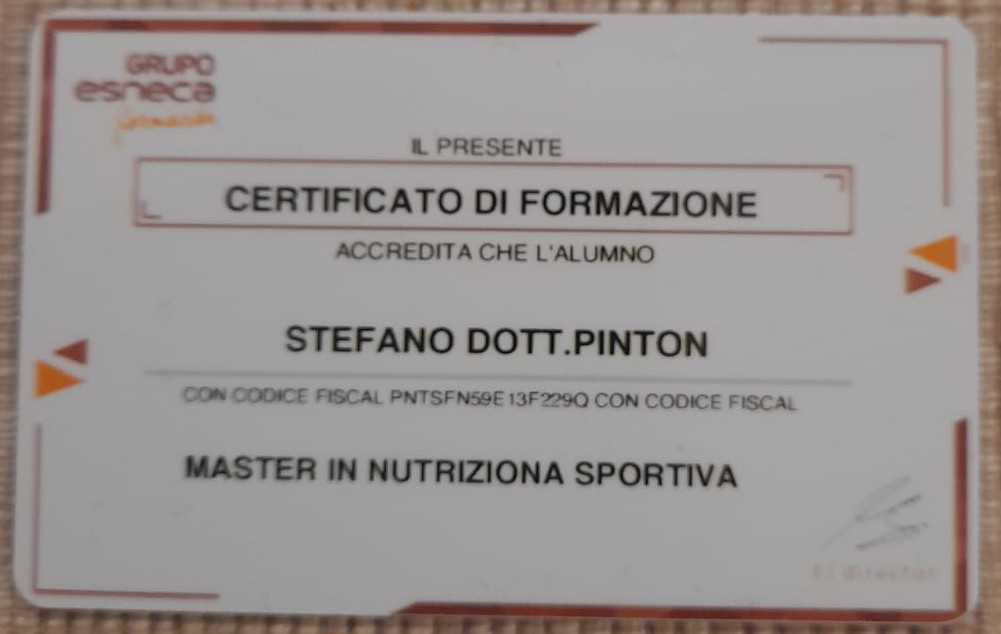 GRUPO
esneca
formación
IL PRESENTE
CERTIFICATO DI FORMAZIONE
ACCREDITA CHE L'ALUMNO
STEFANO DOTT.PINTON
CON CODICE FISCAL PNTSFN59E13F229Q CON CODICE FISCAL
MASTER IN NUTRIZIONA SPORTIVA
El director